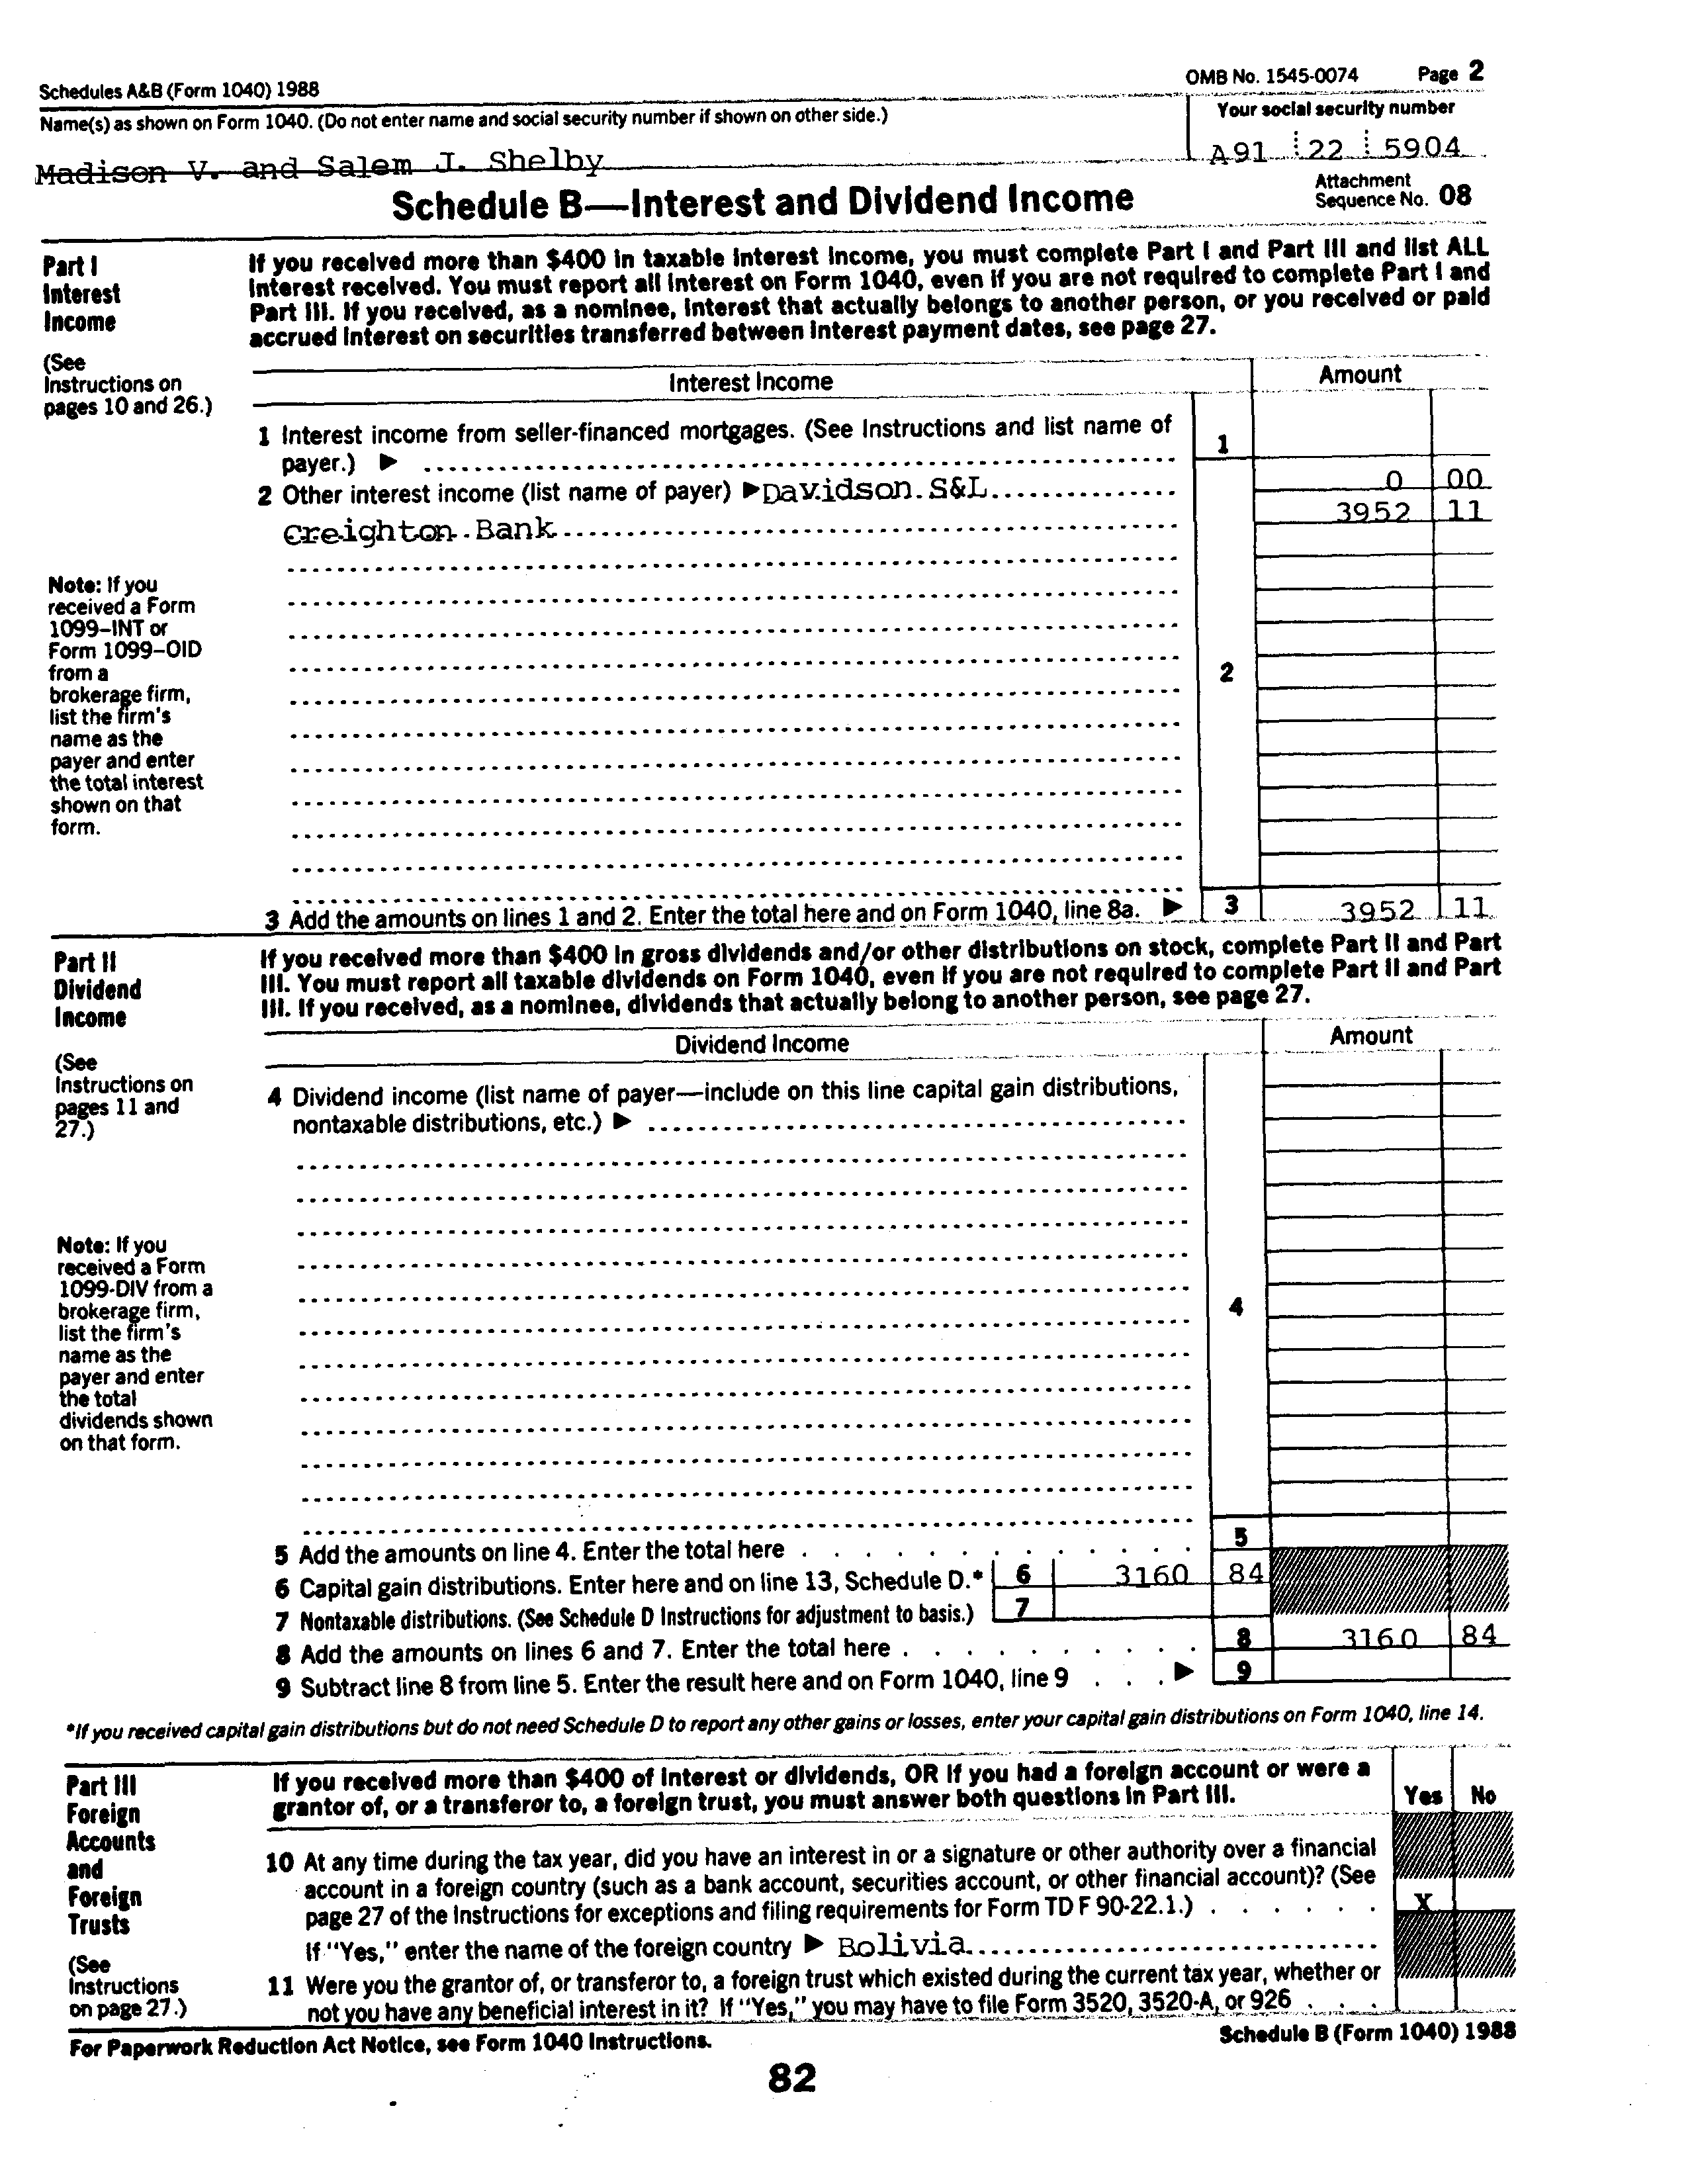 Schedules A&B (Form 1040) 1988 OMB No. 1545-0074 Page 2
Name(s) as shown on Form 1040. (Do not enter name and social security number if shown on other side.) Your social security number
Madison V. and Salem J. Shelby A91 22 5904
Schedule B—Interest and Dividend Income Attachment Sequence No. 08
Part I
Interest
Income
(See
Instructions on
pages 10 and 26.)
If you received more than $400 in taxable interest income, you must complete Part I and Part III and list ALL
interest received. You must report all interest on Form 1040, even if you are not required to complete Part I and
Part III. If you received, as a nominee, interest that actually belongs to another person, or you received or paid
accrued interest on securities transferred between interest payment dates, see page 27.
Interest Income Amount
1 Interest income from seller-financed mortgages. (See Instructions and list name of
payer.) ▶ 1
2 Other interest income (list name of payer) ▶ Davidson S&L 0 00
Creighton Bank 3952 11
Note: If you
received a Form
1099–INT or
Form 1099–OID
from a
brokerage firm,
list the firm's
name as the
payer and enter
the total interest
shown on that
form.
2
3 Add the amounts on lines 1 and 2. Enter the total here and on Form 1040, line 8a. ▶ 3 3952 11
Part II
Dividend
Income
(See
Instructions on
pages 11 and
27.)
If you received more than $400 in gross dividends and/or other distributions on stock, complete Part II and Part
III. You must report all taxable dividends on Form 1040, even if you are not required to complete Part II and Part
III. If you received, as a nominee, dividends that actually belong to another person, see page 27.
Dividend Income Amount
4 Dividend income (list name of payer—include on this line capital gain distributions,
nontaxable distributions, etc.) ▶
Note: If you
received a Form
1099-DIV from a
brokerage firm,
list the firm's
name as the
payer and enter
the total
dividends shown
on that form.
4
5 Add the amounts on line 4. Enter the total here 5
6 Capital gain distributions. Enter here and on line 13, Schedule D.* 6 3160 84
7 Nontaxable distributions. (See Schedule D Instructions for adjustment to basis.) 7
8 Add the amounts on lines 6 and 7. Enter the total here 8 3160 84
9 Subtract line 8 from line 5. Enter the result here and on Form 1040, line 9 ▶ 9
*If you received capital gain distributions but do not need Schedule D to report any other gains or losses, enter your capital gain distributions on Form 1040, line 14.
Part III
Foreign
Accounts
and
Foreign
Trusts
(See
Instructions
on page 27.)
If you received more than $400 of interest or dividends, OR if you had a foreign account or were a
grantor of, or a transferor to, a foreign trust, you must answer both questions in Part III. Yes No
10 At any time during the tax year, did you have an interest in or a signature or other authority over a financial
account in a foreign country (such as a bank account, securities account, or other financial account)? (See
page 27 of the Instructions for exceptions and filing requirements for Form TD F 90-22.1.) X
If "Yes," enter the name of the foreign country ▶ Bolivia
11 Were you the grantor of, or transferor to, a foreign trust which existed during the current tax year, whether or
not you have any beneficial interest in it? If "Yes," you may have to file Form 3520, 3520-A, or 926
For Paperwork Reduction Act Notice, see Form 1040 Instructions. Schedule B (Form 1040) 1988
82